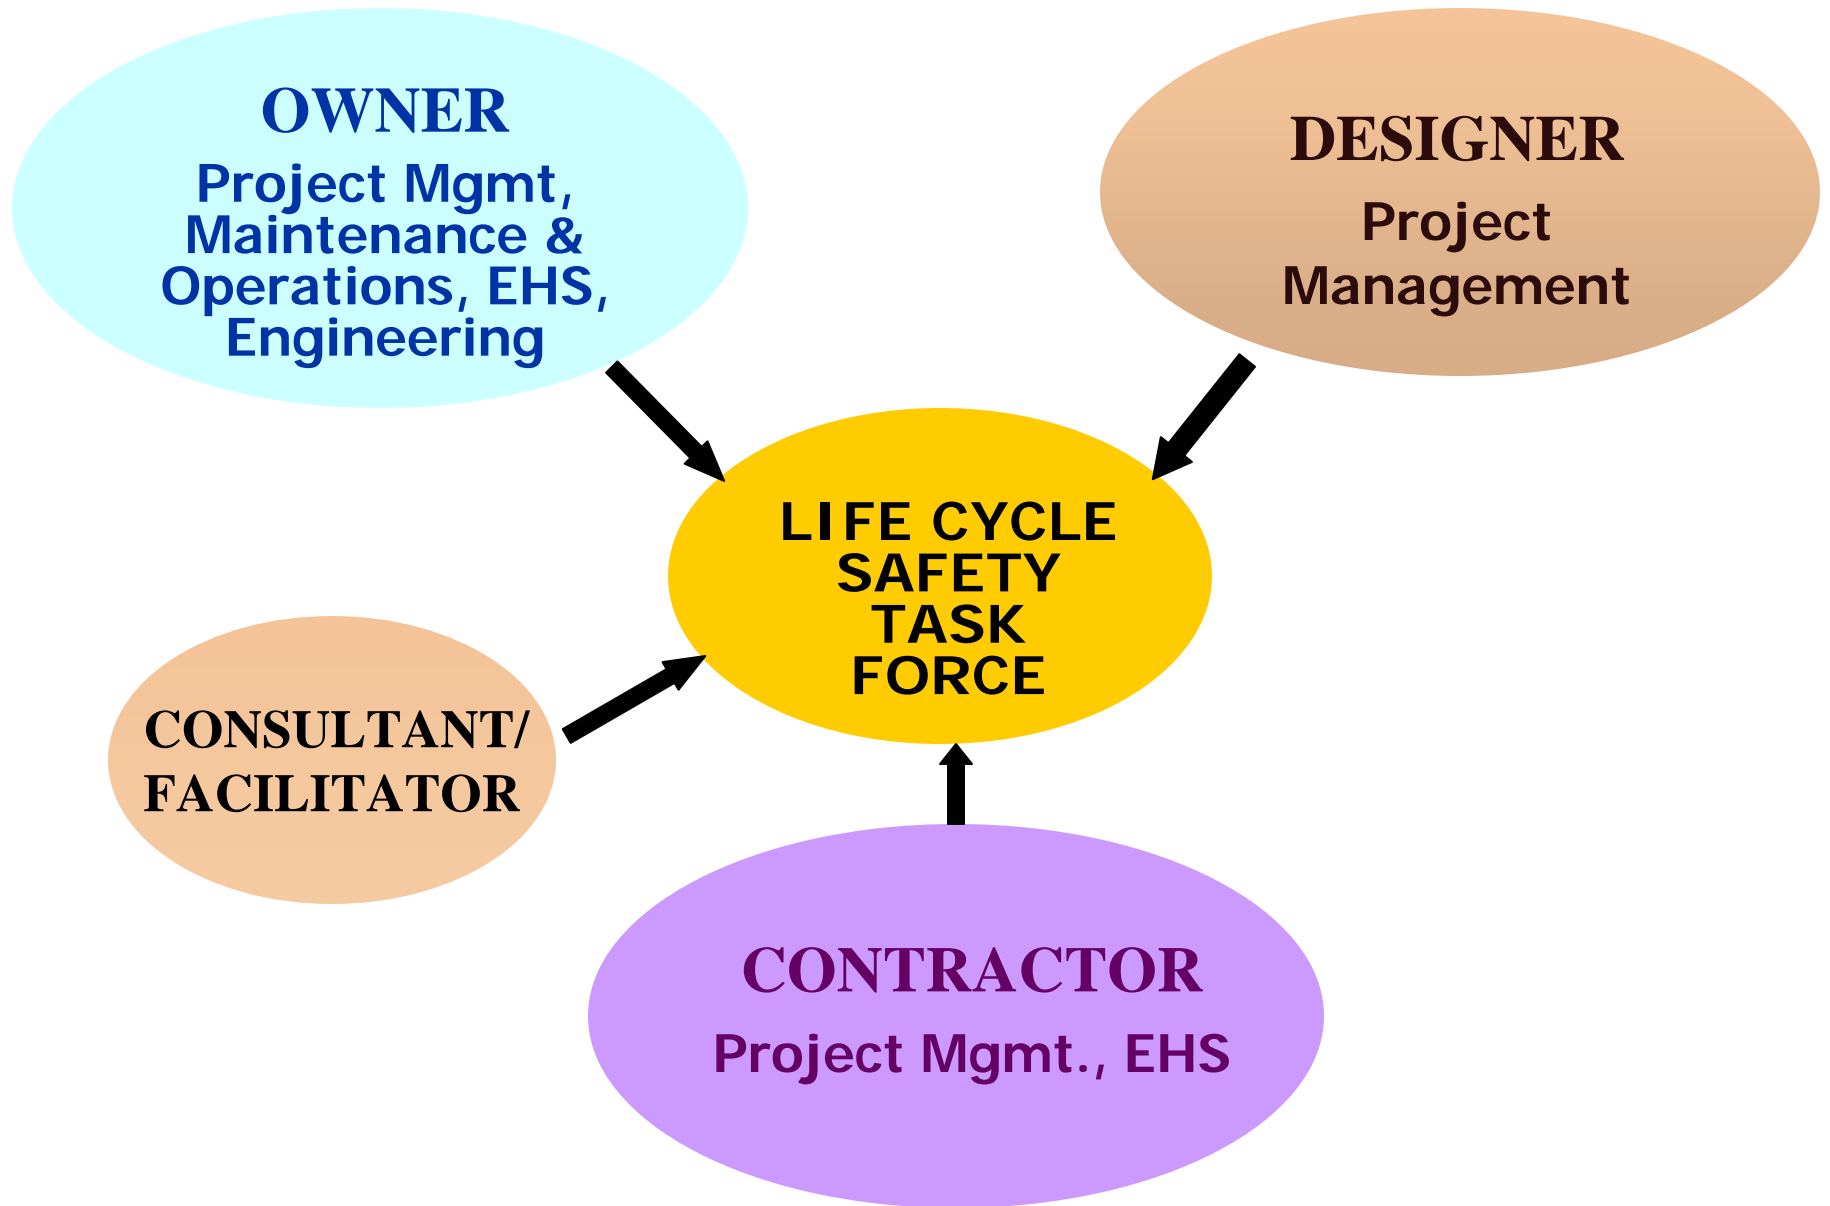 OWNER
Project Mgmt,
Maintenance &
Operations, EHS,
Engineering
DESIGNER
Project
Management
LIFE CYCLE
SAFETY
TASK
FORCE
CONSULTANT/
FACILITATOR
CONTRACTOR
Project Mgmt., EHS